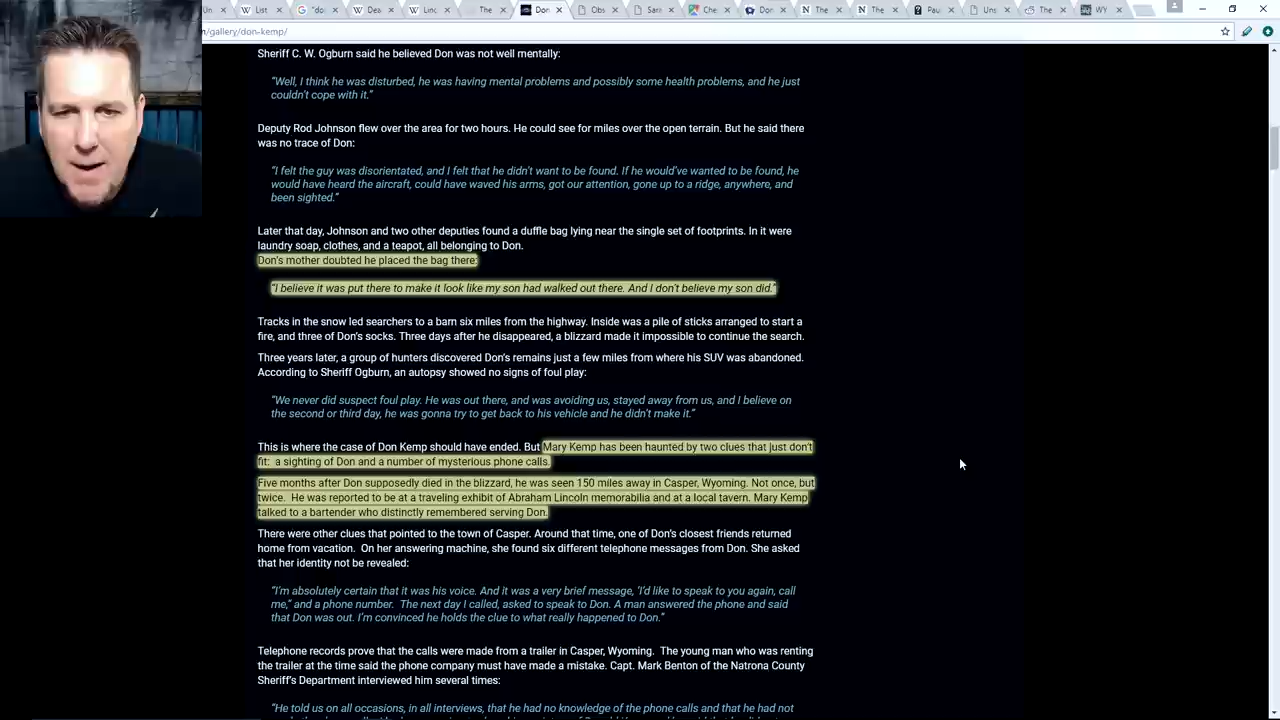 Un
List
"do
Dea
Linc
The
Don
Obs
Sara
Che
Don
The
The
Pau
Uns
The
WY
/gallery/don-kemp/
Sheriff C. W. Ogburn said he believed Don was not well mentally:
"Well, I think he was disturbed, he was having mental problems and possibly some health problems, and he just
couldn't cope with it."
Deputy Rod Johnson flew over the area for two hours. He could see for miles over the open terrain. But he said there
was no trace of Don:
"I felt the guy was disorientated, and I felt that he didn't want to be found. If he would've wanted to be found, he
would have heard the aircraft, could have waved his arms, got our attention, gone up to a ridge, anywhere, and
been sighted."
Later that day, Johnson and two other deputies found a duffle bag lying near the single set of footprints. In it were
laundry soap, clothes, and a teapot, all belonging to Don.
Don's mother doubted he placed the bag there:
"I believe it was put there to make it look like my son had walked out there. And I don't believe my son did."
Tracks in the snow led searchers to a barn six miles from the highway. Inside was a pile of sticks arranged to start a
fire, and three of Don's socks. Three days after he disappeared, a blizzard made it impossible to continue the search.
Three years later, a group of hunters discovered Don's remains just a few miles from where his SUV was abandoned.
According to Sheriff Ogburn, an autopsy showed no signs of foul play:
"We never did suspect foul play. He was out there, and was avoiding us, stayed away from us, and I believe on
the second or third day, he was gonna try to get back to his vehicle and he didn't make it."
This is where the case of Don Kemp should have ended. But Mary Kemp has been haunted by two clues that just don't
fit: a sighting of Don and a number of mysterious phone calls.
Five months after Don supposedly died in the blizzard, he was seen 150 miles away in Casper, Wyoming. Not once, but
twice. He was reported to be at a traveling exhibit of Abraham Lincoln memorabilia and at a local tavern. Mary Kemp
talked to a bartender who distinctly remembered serving Don.
There were other clues that pointed to the town of Casper. Around that time, one of Don's closest friends returned
home from vacation. On her answering machine, she found six different telephone messages from Don. She asked
that her identity not be revealed:
"I'm absolutely certain that it was his voice. And it was a very brief message, 'I'd like to speak to you again, call
me," and a phone number. The next day I called, asked to speak to Don. A man answered the phone and said
that Don was out. I'm convinced he holds the clue to what really happened to Don."
Telephone records prove that the calls were made from a trailer in Casper, Wyoming. The young man who was renting
the trailer at the time said the phone company must have made a mistake. Capt. Mark Benton of the Natrona County
Sheriff's Department interviewed him several times:
"He told us on all occasions, in all interviews, that he had no knowledge of the phone calls and that he had not